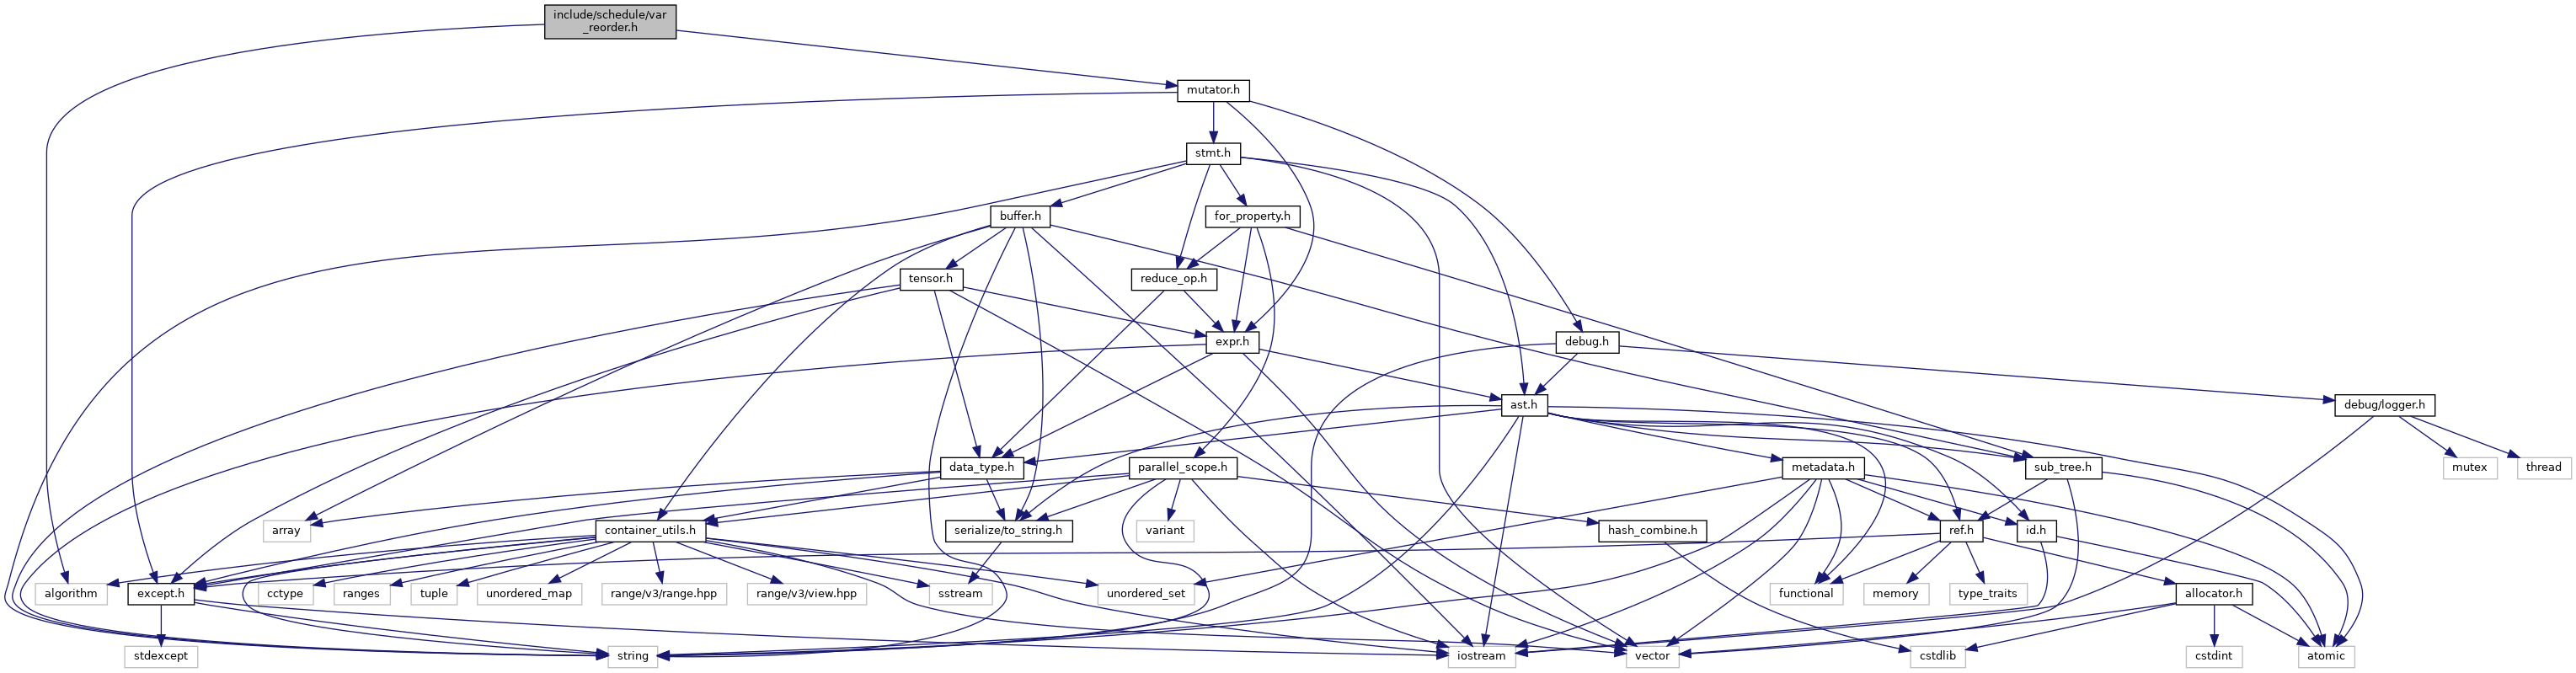 include/schedule/var
_reorder.h
mutator.h
stmt.h
buffer.h
for_property.h
tensor.h
reduce_op.h
expr.h
debug.h
ast.h
debug/logger.h
data_type.h
parallel_scope.h
metadata.h
sub_tree.h
mutex
thread
array
container_utils.h
serialize/to_string.h
variant
hash_combine.h
ref.h
id.h
algorithm
except.h
cctype
ranges
tuple
unordered_map
range/v3/range.hpp
range/v3/view.hpp
sstream
unordered_set
functional
memory
type_traits
allocator.h
stdexcept
string
iostream
vector
cstdlib
cstdint
atomic